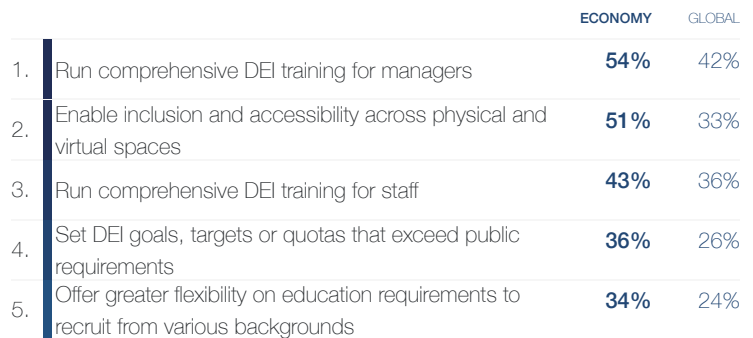 ECONOMY GLOBAL
1. Run comprehensive DEI training for managers 54% 42%
2. Enable inclusion and accessibility across physical and
virtual spaces 51% 33%
3. Run comprehensive DEI training for staff 43% 36%
4. Set DEI goals, targets or quotas that exceed public
requirements 36% 26%
5. Offer greater flexibility on education requirements to
recruit from various backgrounds 34% 24%